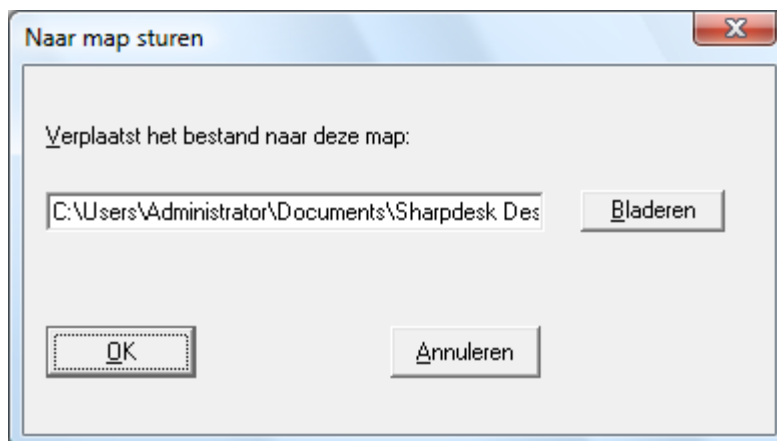 Naar map sturen
Verplaatst het bestand naar deze map:
C:\Users\Administrator\Documents\Sharpdesk Des
Bladeren
OK
Annuleren